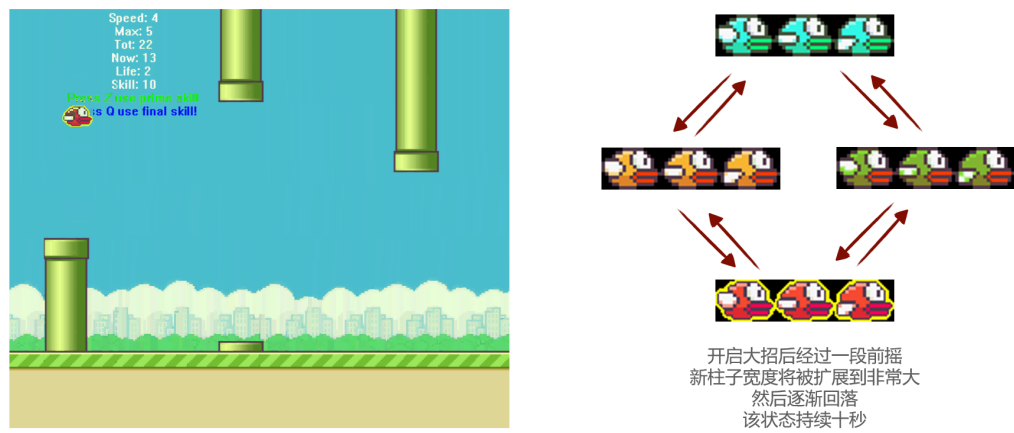 Speed: 4
Max: 5
Tot: 22
Now: 13
Life: 2
Skill: 10
Press Z use prime skill
ss Q use final skill!
开启大招后经过一段前摇
新柱子宽度将被扩展到非常大
然后逐渐回落
该状态持续十秒